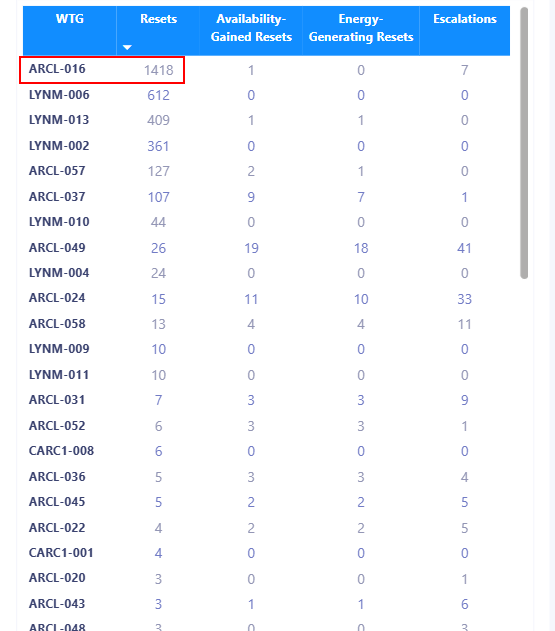 WTG Resets Availability-Gained Resets Energy-Generating Resets Escalations
ARCL-016 1418 1 0 7
LYNM-006 612 0 0 0
LYNM-013 409 1 1 0
LYNM-002 361 0 0 0
ARCL-057 127 2 1 0
ARCL-037 107 9 7 1
LYNM-010 44 0 0 0
ARCL-049 26 19 18 41
LYNM-004 24 0 0 0
ARCL-024 15 11 10 33
ARCL-058 13 4 4 11
LYNM-009 10 0 0 0
LYNM-011 10 0 0 0
ARCL-031 7 3 3 9
ARCL-052 6 3 3 1
CARC1-008 6 0 0 0
ARCL-036 5 3 3 4
ARCL-045 5 2 2 5
ARCL-022 4 2 2 5
CARC1-001 4 0 0 0
ARCL-020 3 0 0 1
ARCL-043 3 1 1 6
ARCL-048 3 0 0 3